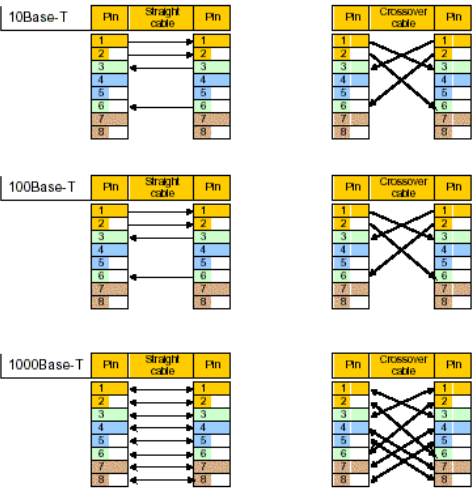 10Base-T Pin Straight cable Pin Pin Crossover cable Pin
1 1 1 1
2 2 2 2
3 3 3 3
4 4 4 4
5 5 5 5
6 6 6 6
7 7 7 7
8 8 8 8
100Base-T Pin Straight cable Pin Pin Crossover cable Pin
1 1 1 1
2 2 2 2
3 3 3 3
4 4 4 4
5 5 5 5
6 6 6 6
7 7 7 7
8 8 8 8
1000Base-T Pin Straight cable Pin Pin Crossover cable Pin
1 1 1 1
2 2 2 2
3 3 3 3
4 4 4 4
5 5 5 5
6 6 6 6
7 7 7 7
8 8 8 8